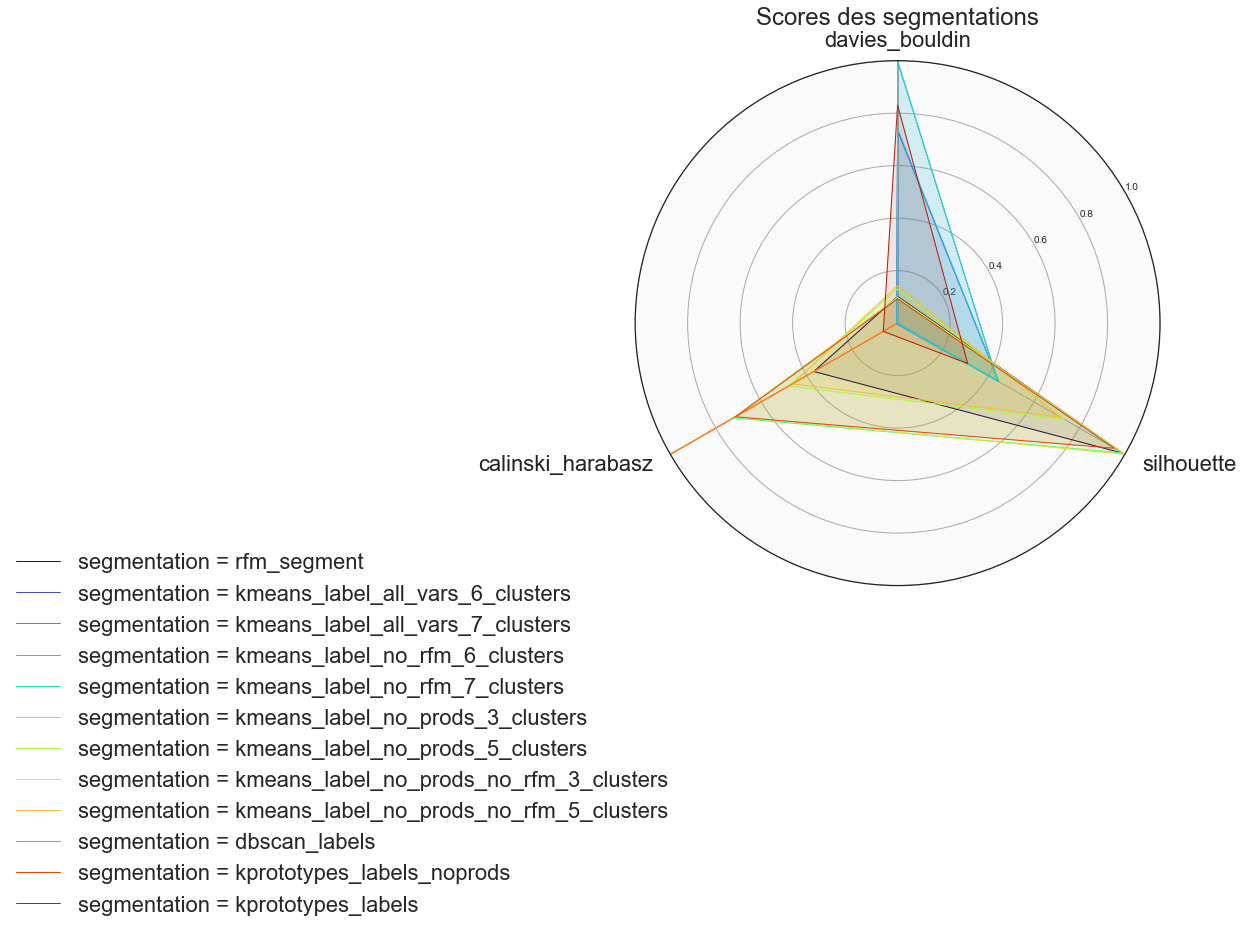 Scores des segmentations
davies_bouldin
1.0
0.8
0.6
0.4
0.2
calinski_harabasz
silhouette
segmentation = rfm_segment
segmentation = kmeans_label_all_vars_6_clusters
segmentation = kmeans_label_all_vars_7_clusters
segmentation = kmeans_label_no_rfm_6_clusters
segmentation = kmeans_label_no_rfm_7_clusters
segmentation = kmeans_label_no_prods_3_clusters
segmentation = kmeans_label_no_prods_5_clusters
segmentation = kmeans_label_no_prods_no_rfm_3_clusters
segmentation = kmeans_label_no_prods_no_rfm_5_clusters
segmentation = dbscan_labels
segmentation = kprototypes_labels_noprods
segmentation = kprototypes_labels